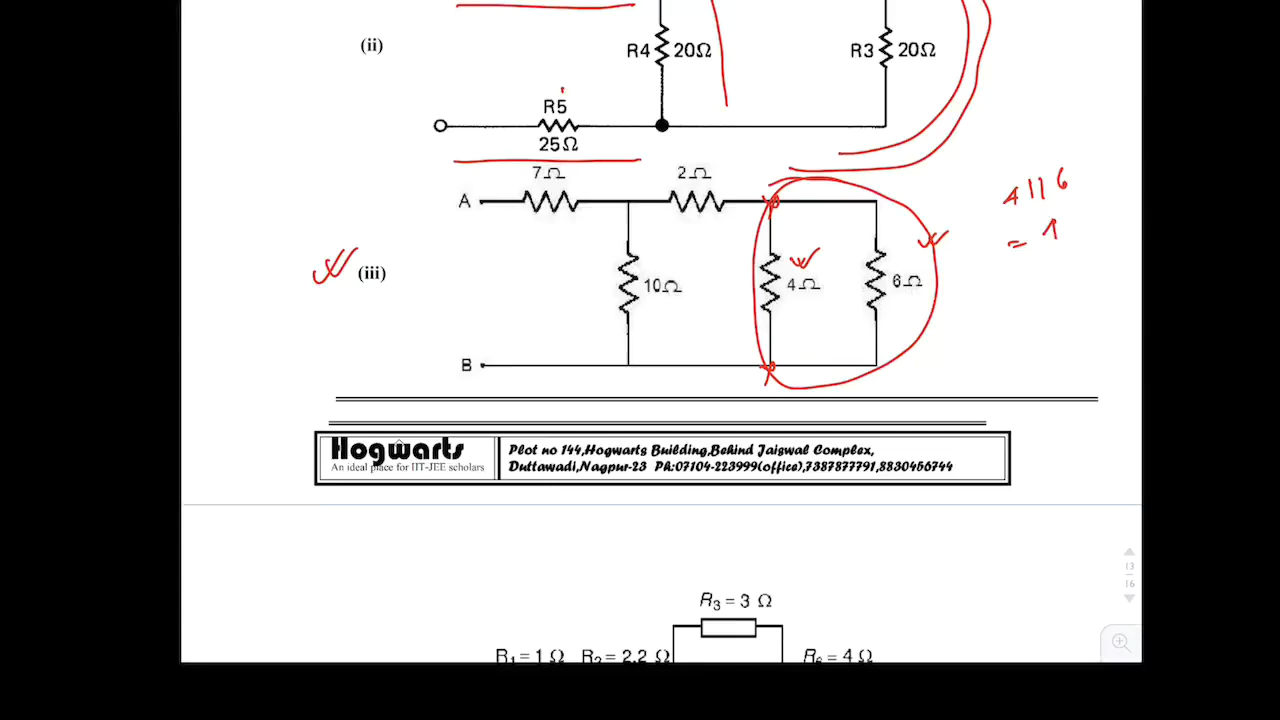 (ii)
R4 20Ω
R3 20Ω
R5
25Ω
7Ω
2Ω
A
4 || 6
=
(iii)
10Ω
4Ω
6Ω
B
Hogwarts
An ideal place for IIT-JEE scholars
Plot no 144,Hogwarts Building,Behind Jaiswal Complex,
Duttawadi,Nagpur-23 Ph:07104-223999(office),7387877791,8830456744
13
16
R3 = 3 Ω
R1 = 1 Ω R2 = 2.2 Ω
R6 = 4 Ω